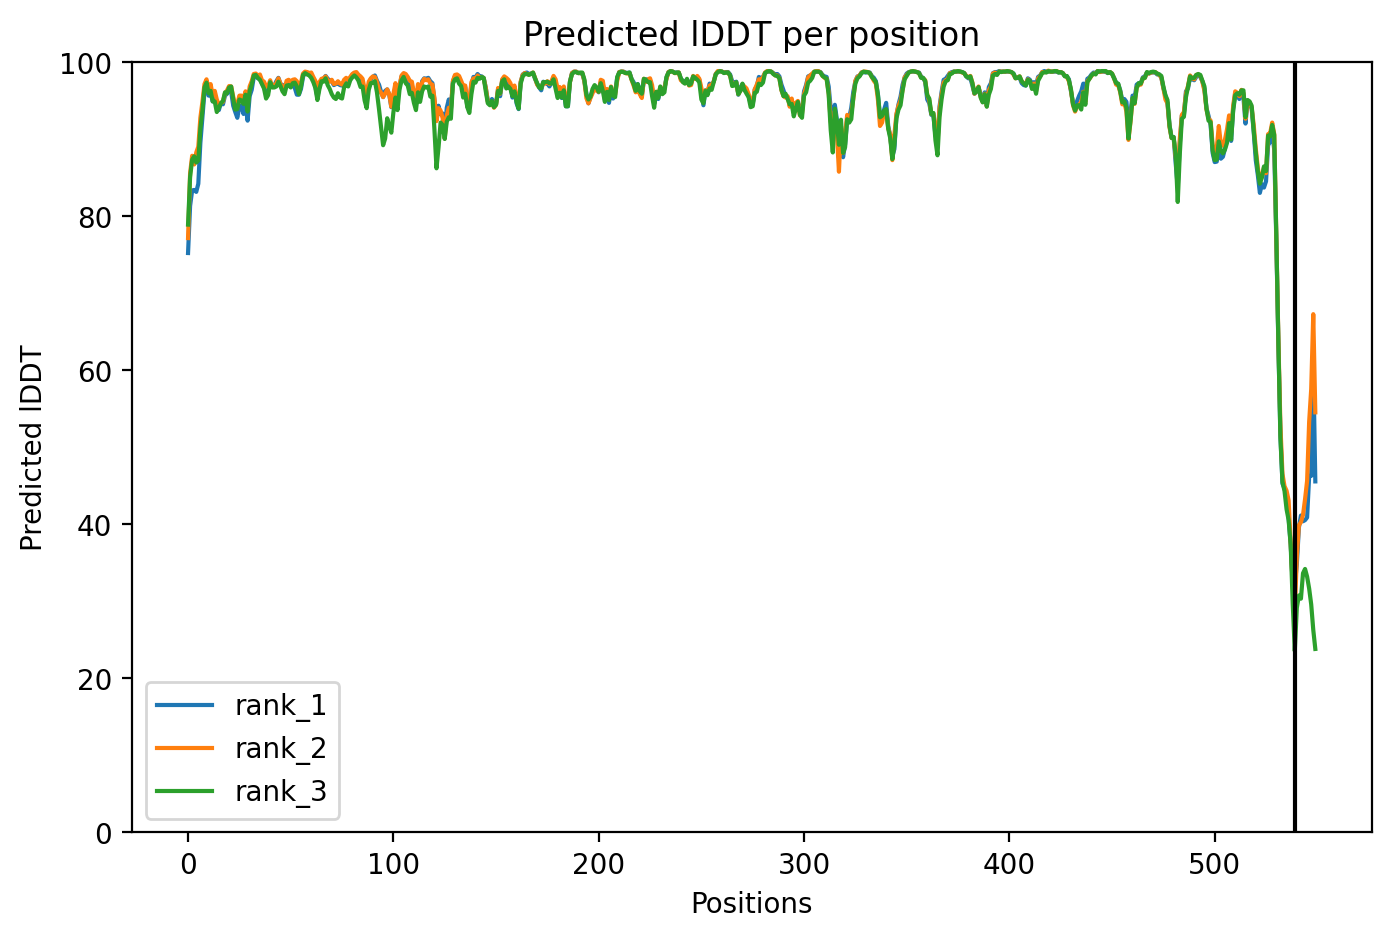 Predicted lDDT per position
Predicted lDDT
100
80
60
40
20
0
rank_1
rank_2
rank_3
0 100 200 300 400 500
Positions